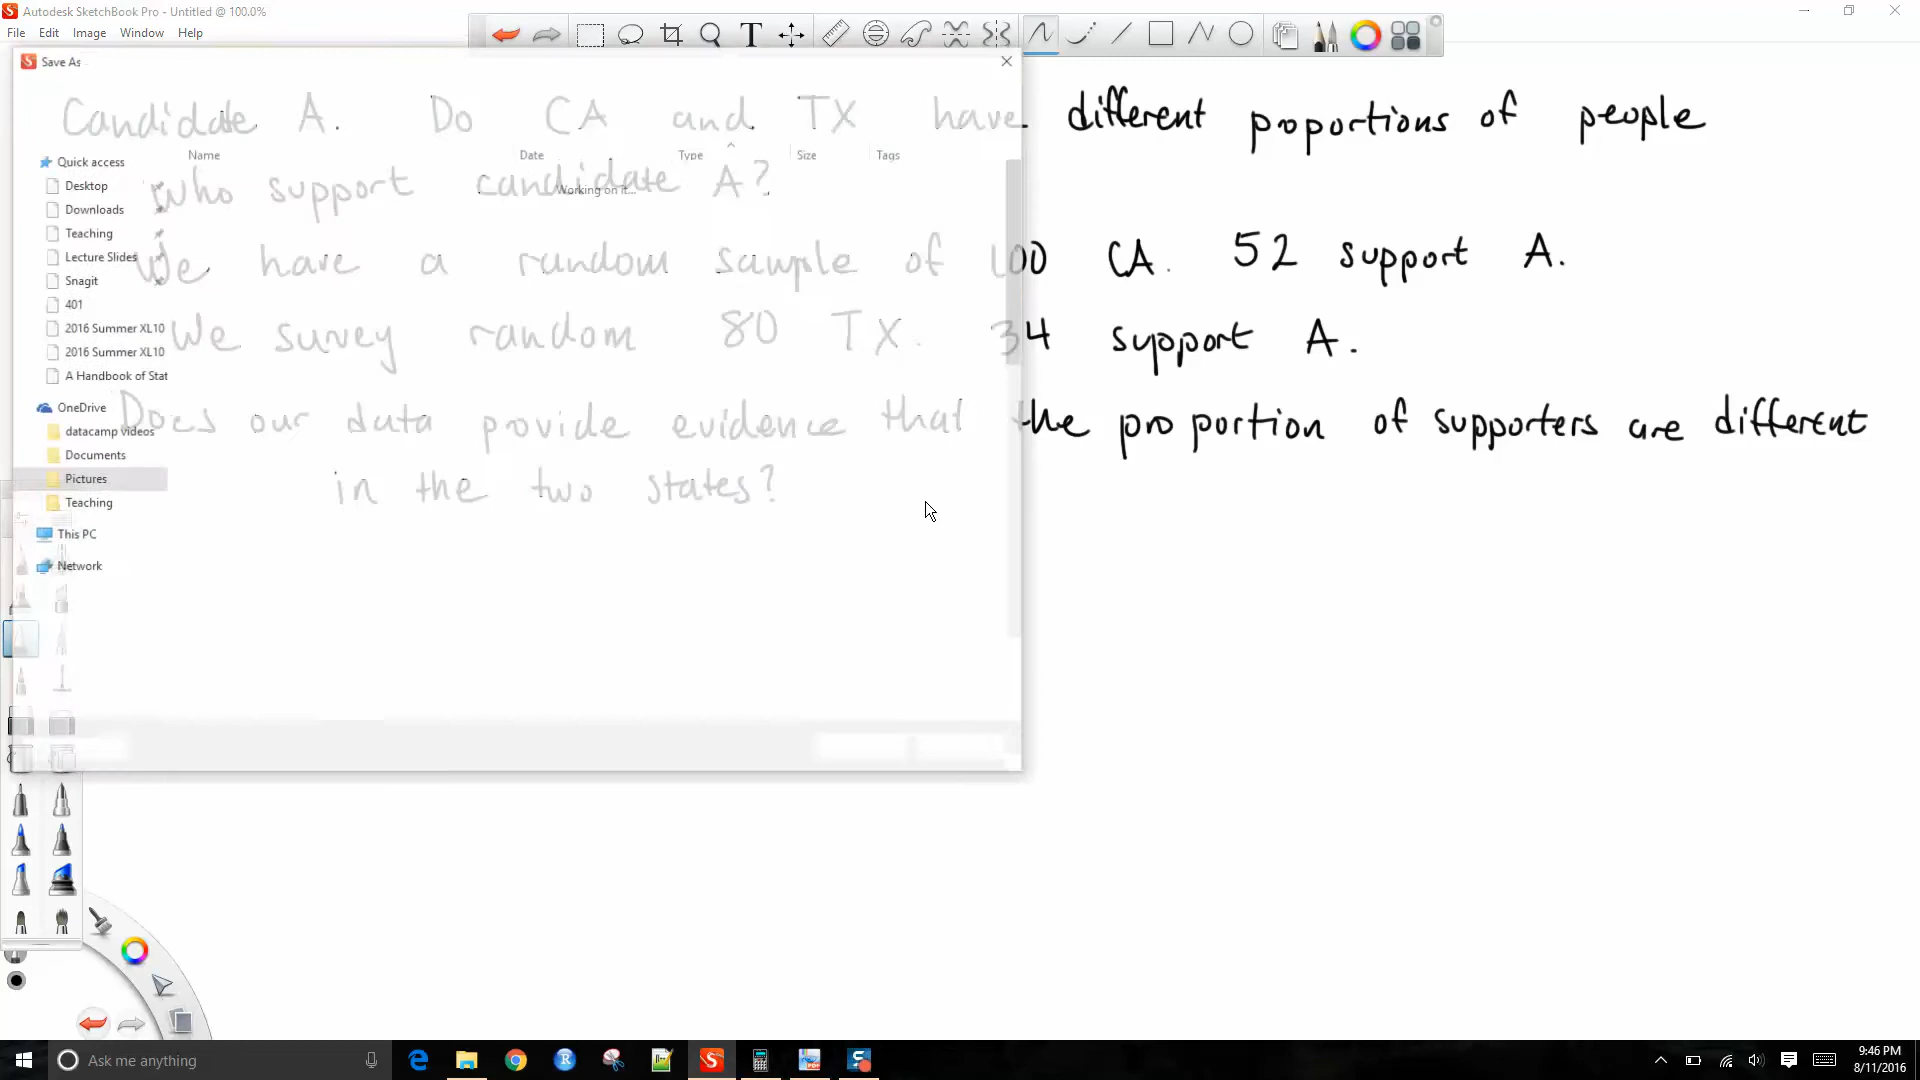 Autodesk SketchBook Pro - Untitled @ 100.0%
File Edit Image Window Help
Save As
Candidate A. Do CA and TX have different proportions of people
Name Date Type Size Tags
Working on it...
who support candidate A?
We have a random sample of 100 CA. 52 support A.
We survey random 80 TX. 34 support A.
Does our data provide evidence that the proportion of supporters are different
in the two states?
Quick access
Desktop
Downloads
Teaching
Lecture Slides
Snagit
401
2016 Summer XL10
2016 Summer XL10
A Handbook of Stat
OneDrive
datacamp videos
Documents
Pictures
Teaching
This PC
Network
Ask me anything
9:46 PM
8/11/2016